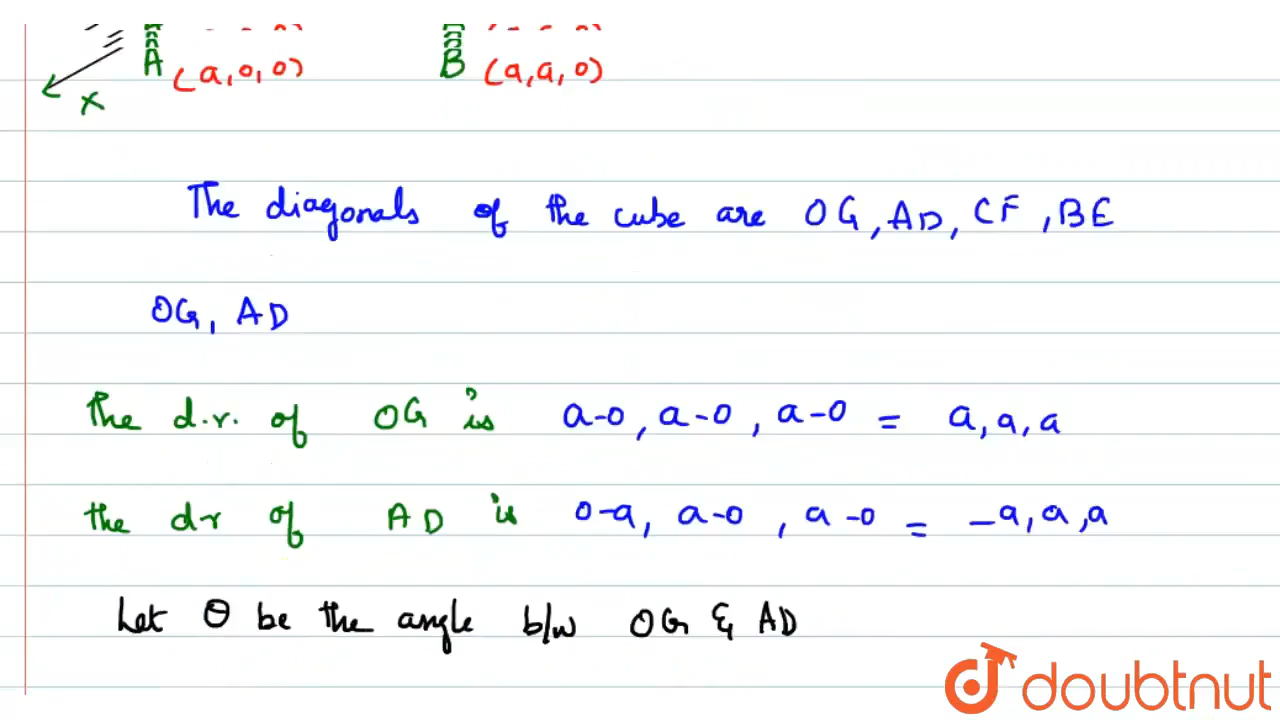 A (a,0,0) B (a,a,0)
X
The diagonals of the cube are OG, AD, CF, BE
OG, AD
the d.r. of OG is a-0, a-0, a-0 = a, a, a
the dr of AD is 0-a, a-0, a-0 = -a, a, a
Let θ be the angle b/w OG & AD
doubtnut